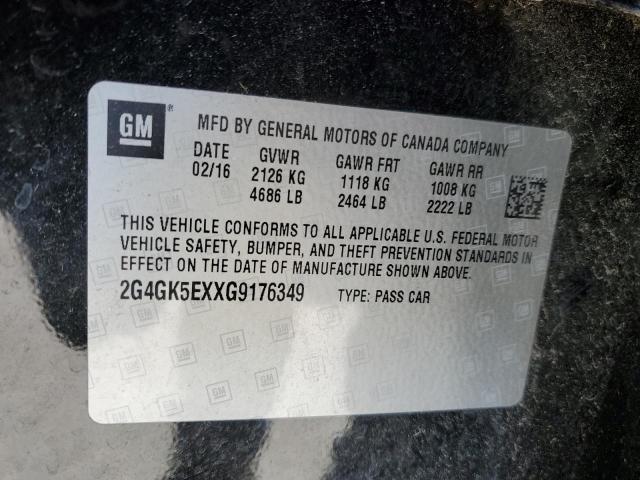 GM ®
MFD BY GENERAL MOTORS OF CANADA COMPANY
DATE GVWR GAWR FRT GAWR RR
02/16 2126 KG 1118 KG 1008 KG
4686 LB 2464 LB 2222 LB
THIS VEHICLE CONFORMS TO ALL APPLICABLE U.S. FEDERAL MOTOR
VEHICLE SAFETY, BUMPER, AND THEFT PREVENTION STANDARDS IN
EFFECT ON THE DATE OF MANUFACTURE SHOWN ABOVE.
2G4GK5EXXG9176349 TYPE: PASS CAR